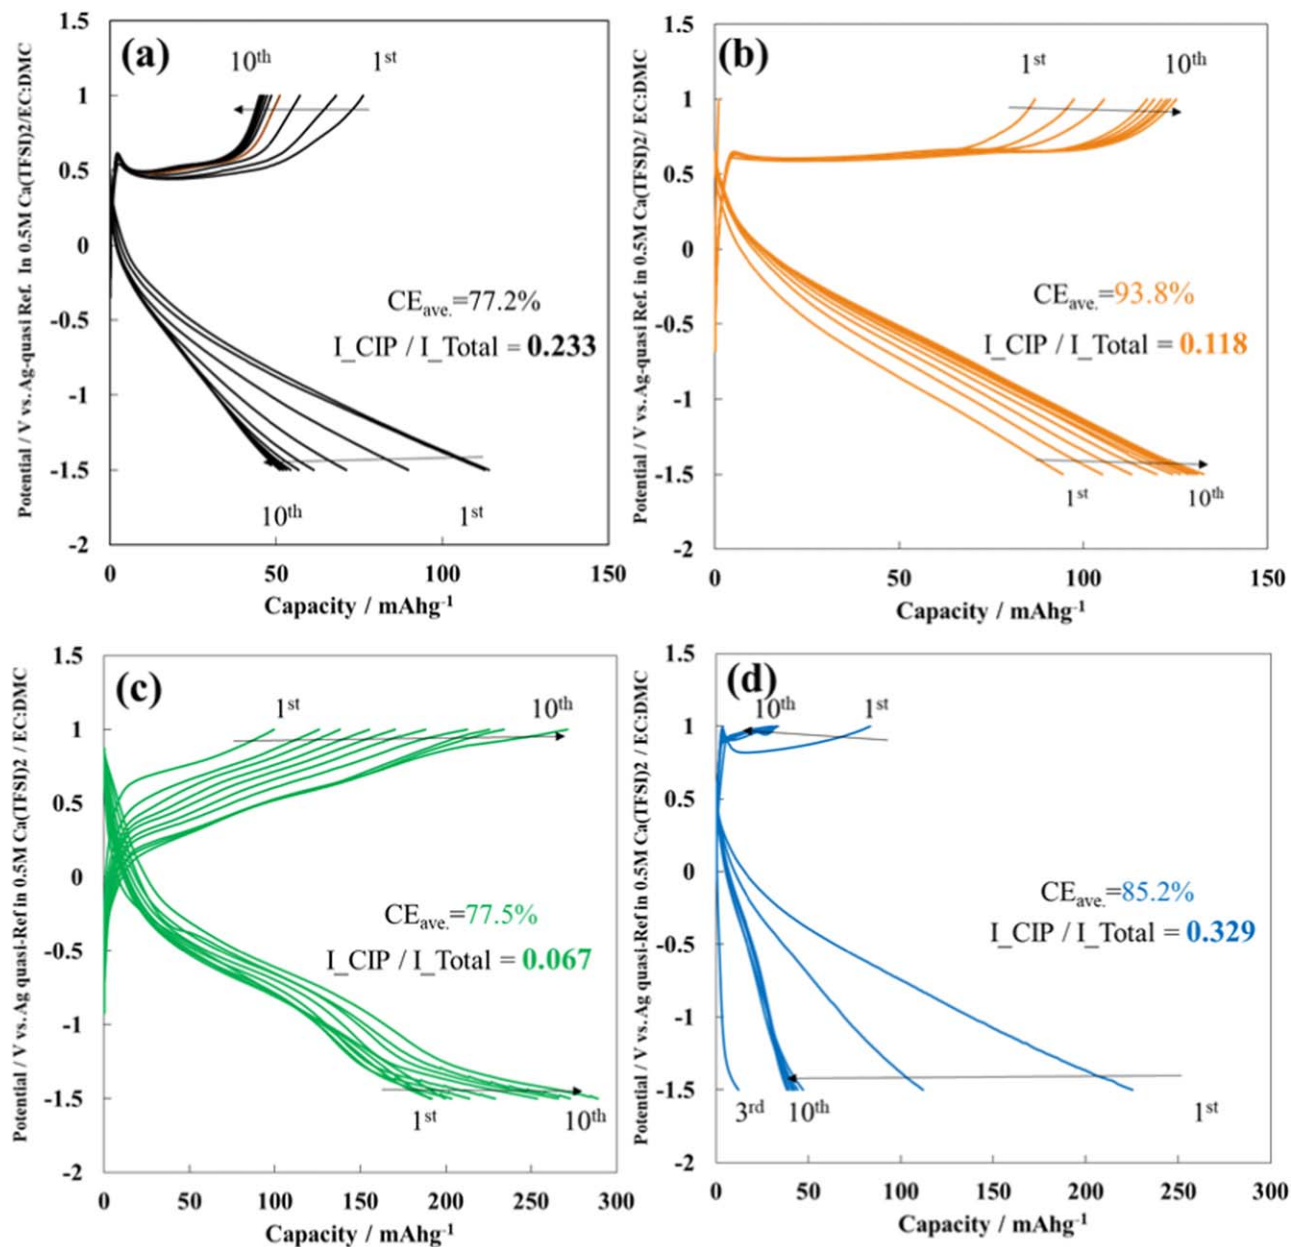 (a)
Potential / V vs. Ag-quasi Ref. In 0.5M Ca(TFSI)2/EC:DMC
1.5
1
0.5
0
-0.5
-1
-1.5
-2
10th
1st
CEave.=77.2%
I_CIP / I_Total = 0.233
10th
1st
0
50
100
150
Capacity / mAhg-1
(b)
Potential / V vs. Ag-quasi Ref. in 0.5M Ca(TFSI)2/ EC:DMC
1.5
1
0.5
0
-0.5
-1
-1.5
-2
1st
10th
CEave.=93.8%
I_CIP / I_Total = 0.118
1st
10th
0
50
100
150
Capacity / mAhg-1
(c)
Potential / V vs. Ag quasi-Ref in 0.5M Ca(TFSI)2 / EC:DMC
1.5
1
0.5
0
-0.5
-1
-1.5
-2
1st
10th
CEave.=77.5%
I_CIP / I_Total = 0.067
1st
10th
0
50
100
150
200
250
300
Capacity / mAhg-1
(d)
Potential / V vs. Ag quasi-Ref in 0.5M Ca(TFSI)2 / EC:DMC
1.5
1
0.5
0
-0.5
-1
-1.5
-2
10th
1st
CEave.=85.2%
I_CIP / I_Total = 0.329
3rd
10th
1st
0
50
100
150
200
250
300
Capacity / mAhg-1